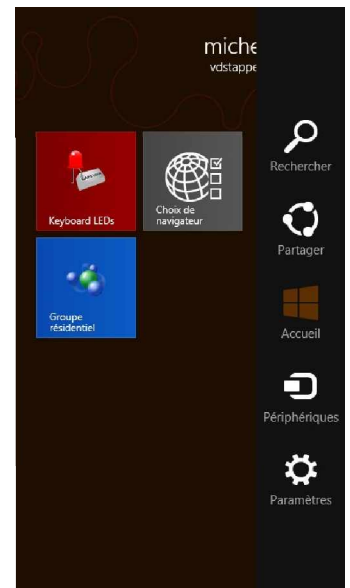 miche
vdstappe
Keyboard LEDs
Choix de
navigateur
Groupe
résidentiel
Rechercher
Partager
Accueil
Périphériques
Paramètres